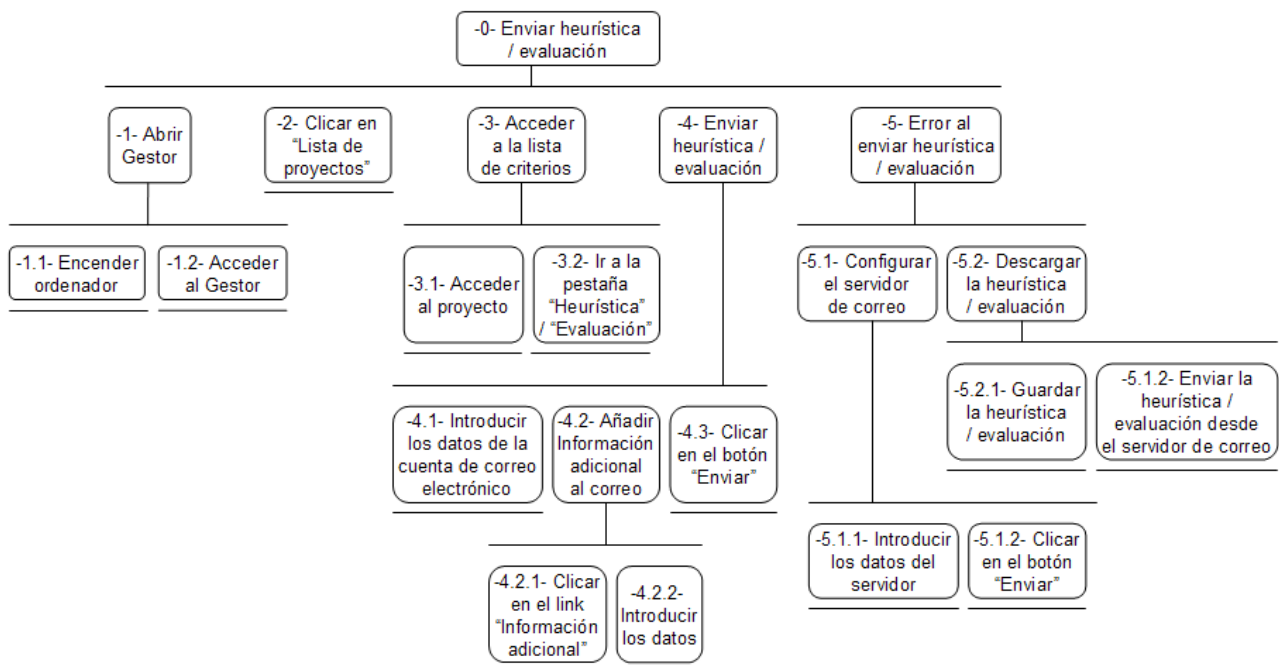 -0- Enviar heurística
/ evaluación
-1- Abrir
Gestor
-2- Clicar en
“Lista de
proyectos”
-3- Acceder
a la lista
de criterios
-4- Enviar
heurística /
evaluación
-5- Error al
enviar heurística
/ evaluación
-1.1- Encender
ordenador
-1.2- Acceder
al Gestor
-3.1- Acceder
al proyecto
-3.2- Ir a la
pestaña
“Heurística”
/ “Evaluación”
-5.1- Configurar
el servidor
de correo
-5.2- Descargar
la heurística
/ evaluación
-5.2.1- Guardar
la heurística
/ evaluación
-5.1.2- Enviar la
heurística /
evaluación desde
el servidor de correo
-4.1- Introducir
los datos de la
cuenta de correo
electrónico
-4.2- Añadir
Información
adicional
al correo
-4.3- Clicar
en el botón
“Enviar”
-5.1.1- Introducir
los datos del
servidor
-5.1.2- Clicar
en el botón
“Enviar”
-4.2.1- Clicar
en el link
“Información
adicional”
-4.2.2-
Introducir
los datos